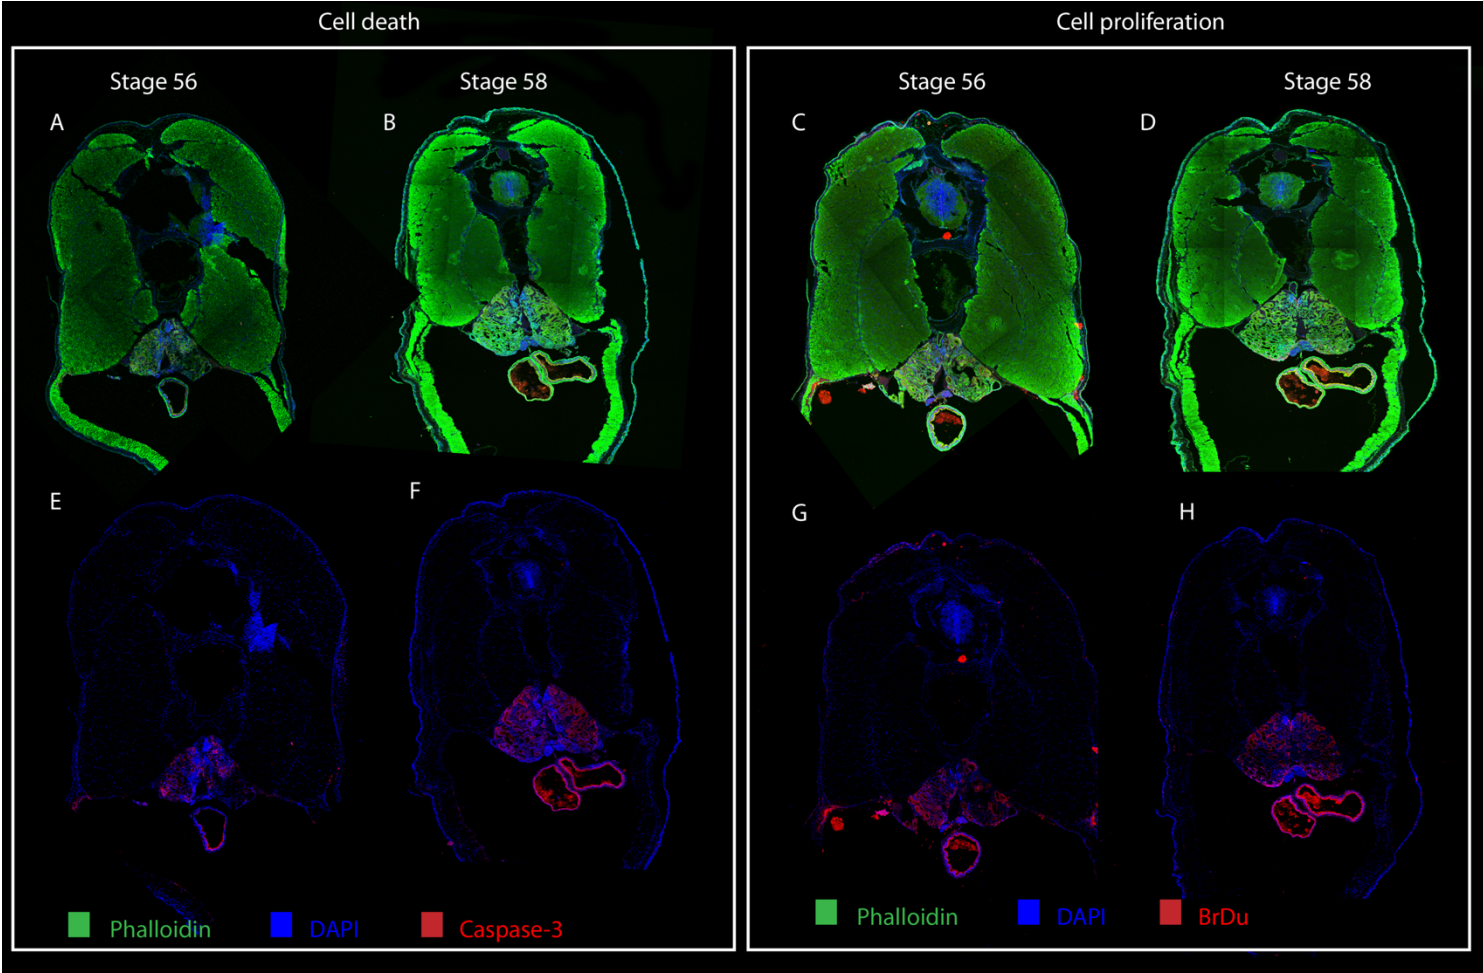 Cell death
Cell proliferation
Stage 56
Stage 58
Stage 56
Stage 58
A
B
C
D
E
F
G
H
Phalloidin
DAPI
Caspase-3
Phalloidin
DAPI
BrDu